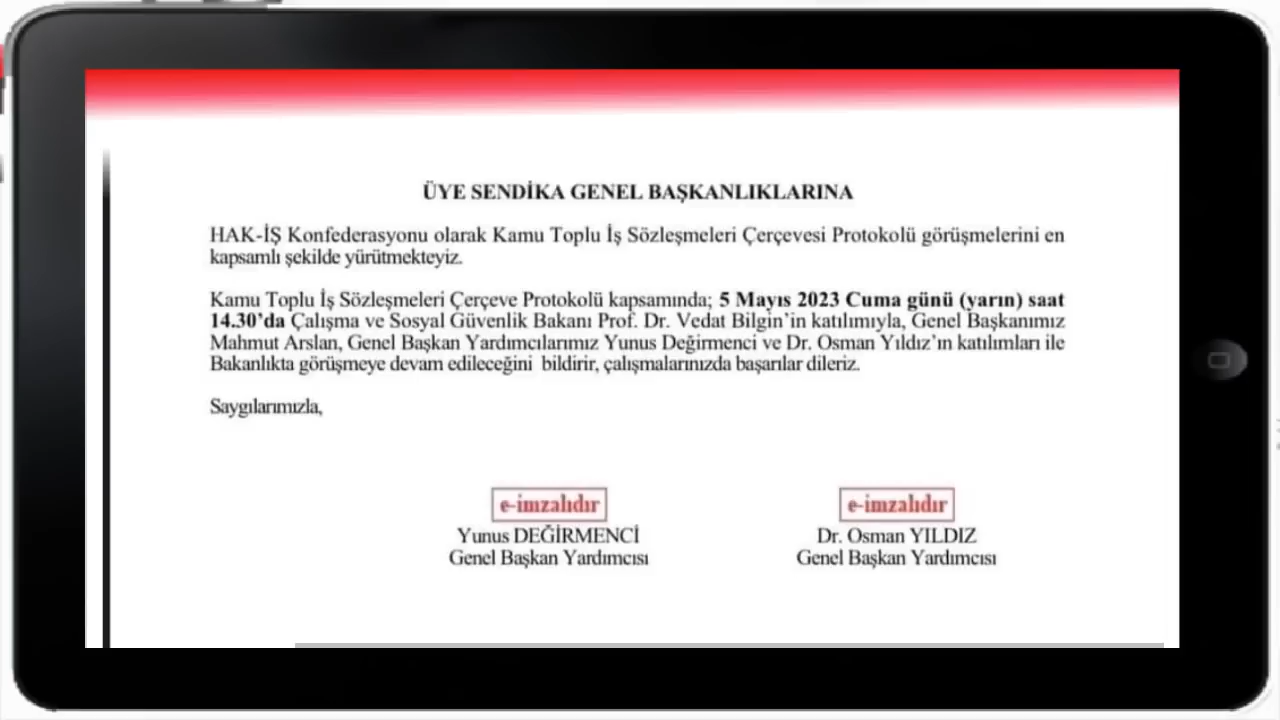 ÜYE SENDİKA GENEL BAŞKANLIKLARINA
HAK-İŞ Konfederasyonu olarak Kamu Toplu İş Sözleşmeleri Çerçevesi Protokolü görüşmelerini en
kapsamlı şekilde yürütmekteyiz.
Kamu Toplu İş Sözleşmeleri Çerçeve Protokolü kapsamında; 5 Mayıs 2023 Cuma günü (yarın) saat
14.30’da Çalışma ve Sosyal Güvenlik Bakanı Prof. Dr. Vedat Bilgin’in katılımıyla, Genel Başkanımız
Mahmut Arslan, Genel Başkan Yardımcılarımız Yunus Değirmenci ve Dr. Osman Yıldız’ın katılımları ile
Bakanlıkta görüşmeye devam edileceğini bildirir, çalışmalarınızda başarılar dileriz.
Saygılarımızla,
e-imzalıdır
Yunus DEĞİRMENCİ
Genel Başkan Yardımcısı
e-imzalıdır
Dr. Osman YILDIZ
Genel Başkan Yardımcısı